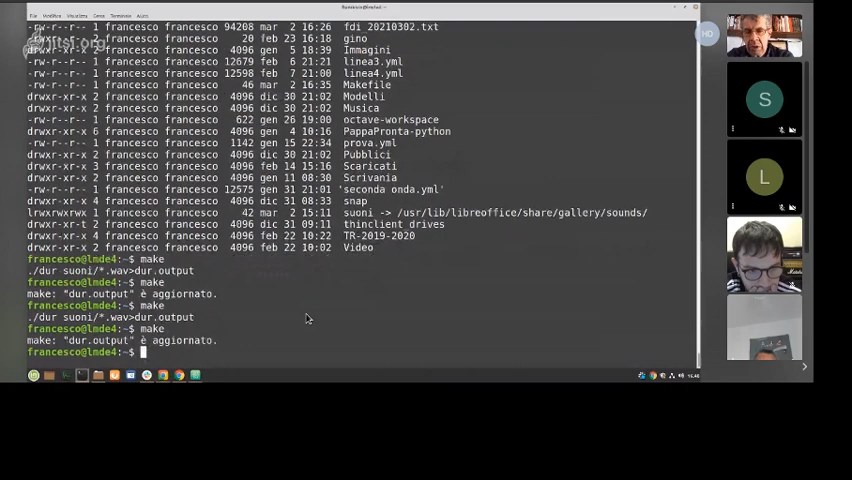 -rw-r--r-- 1 francesco francesco 94208 mar 2 16:26 fdi 20210302.txt
-rw-r--r-- 1 francesco francesco 20 feb 23 16:18 gino
drwxr-xr-x 2 francesco francesco 4096 gen 5 18:39 Immagini
-rw-r--r-- 1 francesco francesco 12679 feb 6 21:21 linea3.yml
-rw-r--r-- 1 francesco francesco 12598 feb 7 21:00 linea4.yml
-rw-r--r-- 1 francesco francesco 46 mar 2 16:35 Makefile
drwxr-xr-x 2 francesco francesco 4096 dic 30 21:02 Modelli
drwxr-xr-x 2 francesco francesco 4096 dic 30 21:02 Musica
-rw-r--r-- 1 francesco francesco 622 gen 26 19:00 octave-workspace
drwxr-xr-x 6 francesco francesco 4096 gen 4 10:16 PappaPronta-python
-rw-r--r-- 1 francesco francesco 1142 gen 15 22:34 prova.yml
drwxr-xr-x 2 francesco francesco 4096 dic 30 21:02 Pubblici
drwxr-xr-x 3 francesco francesco 4096 feb 14 15:16 Scaricati
drwxr-xr-x 2 francesco francesco 4096 gen 11 08:30 Scrivania
-rw-r--r-- 1 francesco francesco 12575 gen 31 21:01 'seconda onda.yml'
drwxr-xr-x 4 francesco francesco 4096 dic 31 08:33 snap
lrwxrwxrwx 1 francesco francesco 42 mar 2 15:11 suoni -> /usr/lib/libreoffice/share/gallery/sounds/
drwxr-xr-t 2 francesco francesco 4096 dic 31 09:11 thinclient_drives
drwxr-xr-x 4 francesco francesco 4096 feb 22 10:22 TR-2019-2020
drwxr-xr-x 2 francesco francesco 4096 feb 22 10:02 Video
francesco@lmde4:~$ make
./dur suoni/*.wav>dur.output
francesco@lmde4:~$ make
make: "dur.output" è aggiornato.
francesco@lmde4:~$ make
./dur suoni/*.wav>dur.output
francesco@lmde4:~$ make
make: "dur.output" è aggiornato.
francesco@lmde4:~$
jitsi.org
HD
S
L